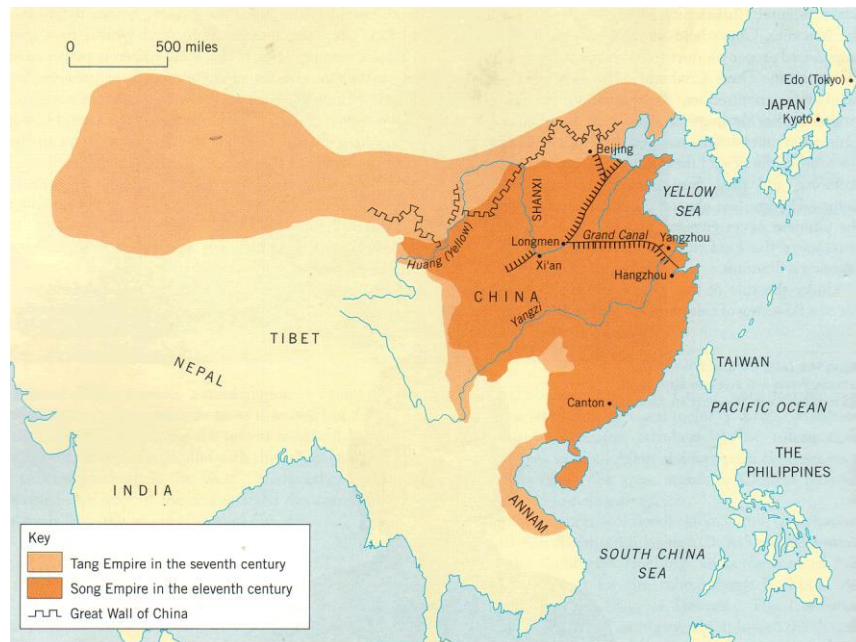 0 500 miles
Edo (Tokyo)
JAPAN
Kyoto
Beijing
YELLOW
SEA
SHANXI
Longmen
Grand Canal
Yangzhou
Huang (Yellow)
Xi'an
Hangzhou
CHINA
Yangzi
TIBET
NEPAL
TAIWAN
Canton
PACIFIC OCEAN
THE
PHILIPPINES
INDIA
ANNAM
SOUTH CHINA
SEA
Key
Tang Empire in the seventh century
Song Empire in the eleventh century
Great Wall of China